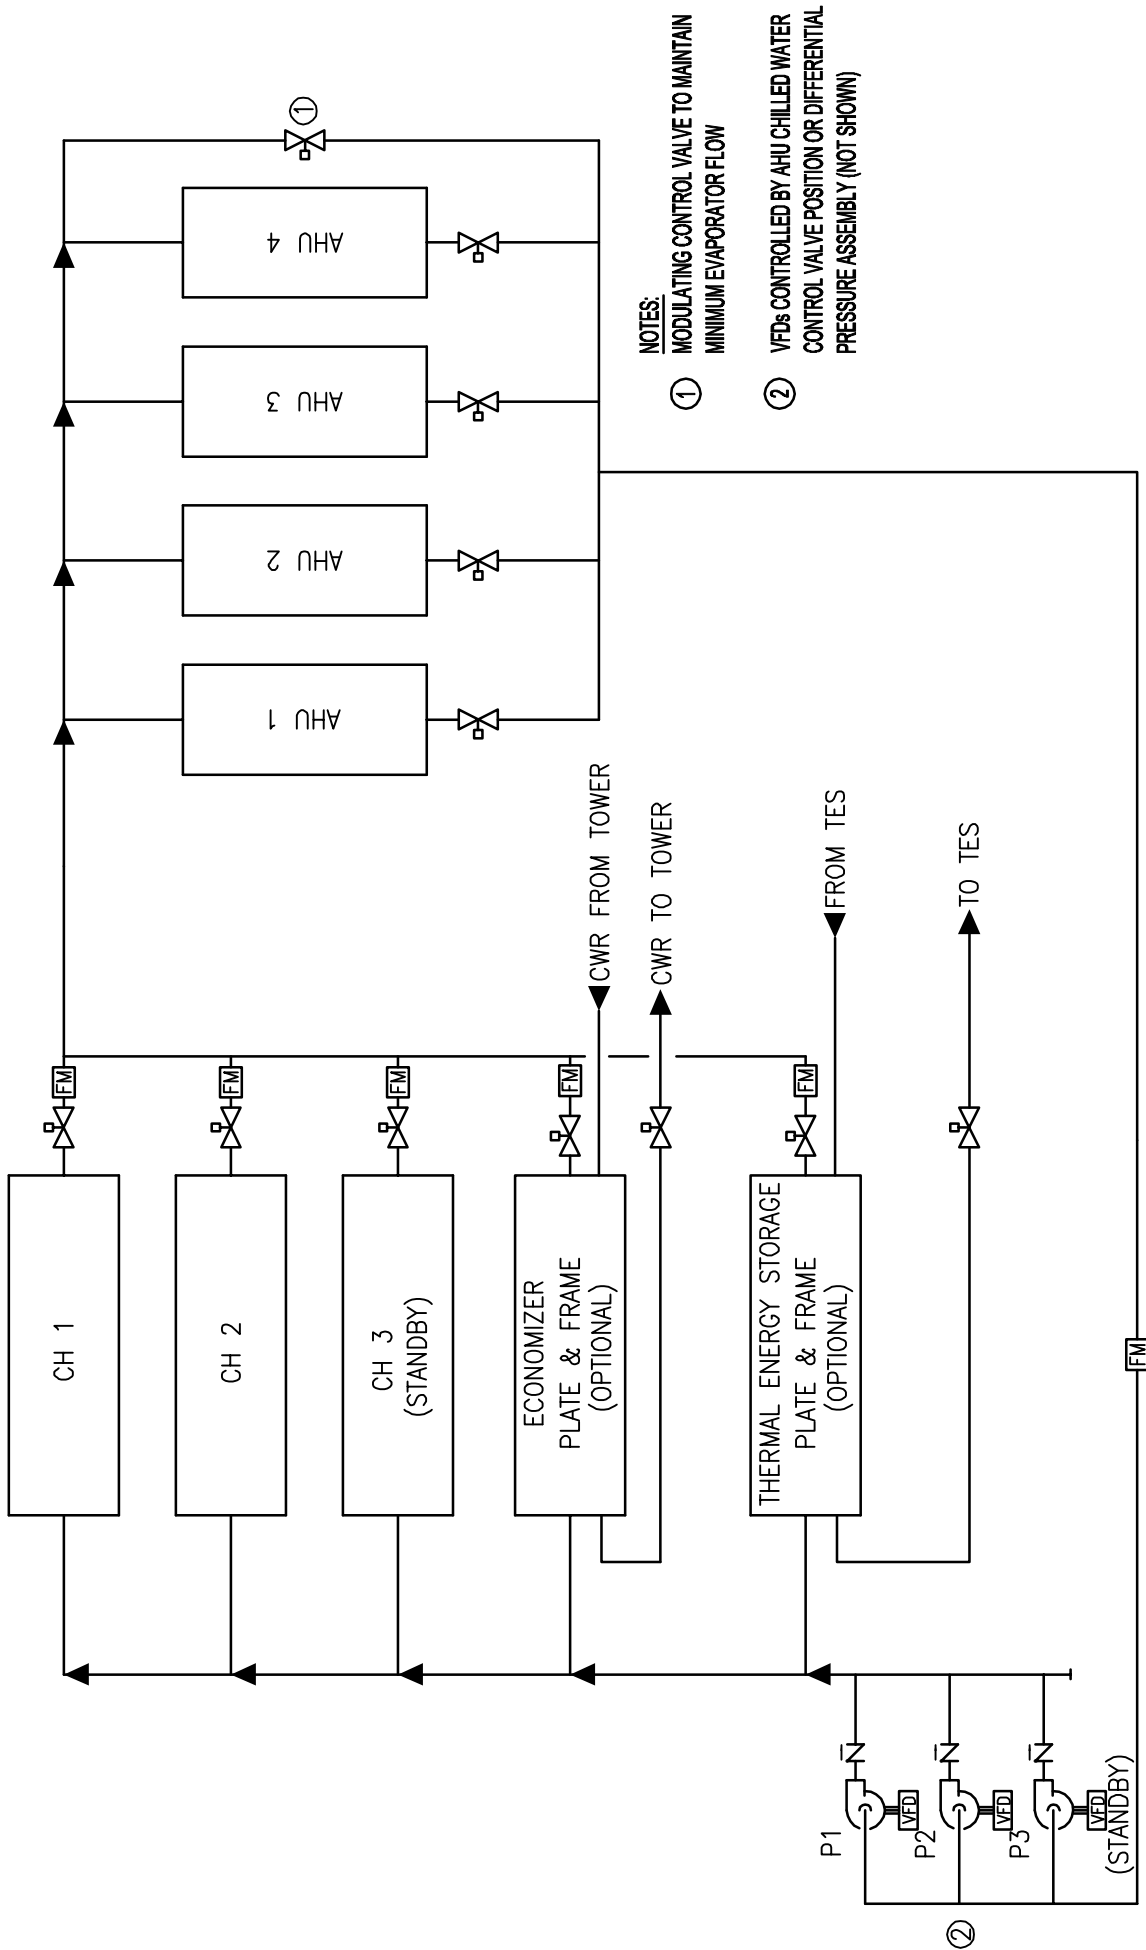 CH 1
FM
CH 2
FM
CH 3
(STANDBY)
FM
ECONOMIZER
PLATE & FRAME
(OPTIONAL)
FM
CWR FROM TOWER
CWR TO TOWER
THERMAL ENERGY STORAGE
PLATE & FRAME
(OPTIONAL)
FM
FROM TES
TO TES
AHU 1
AHU 2
AHU 3
AHU 4
1
P1
VFD
P2
VFD
P3
VFD
(STANDBY)
2
FM
NOTES:
1 MODULATING CONTROL VALVE TO MAINTAIN
MINIMUM EVAPORATOR FLOW
2 VFDs CONTROLLED BY AHU CHILLED WATER
CONTROL VALVE POSITION OR DIFFERENTIAL
PRESSURE ASSEMBLY (NOT SHOWN)